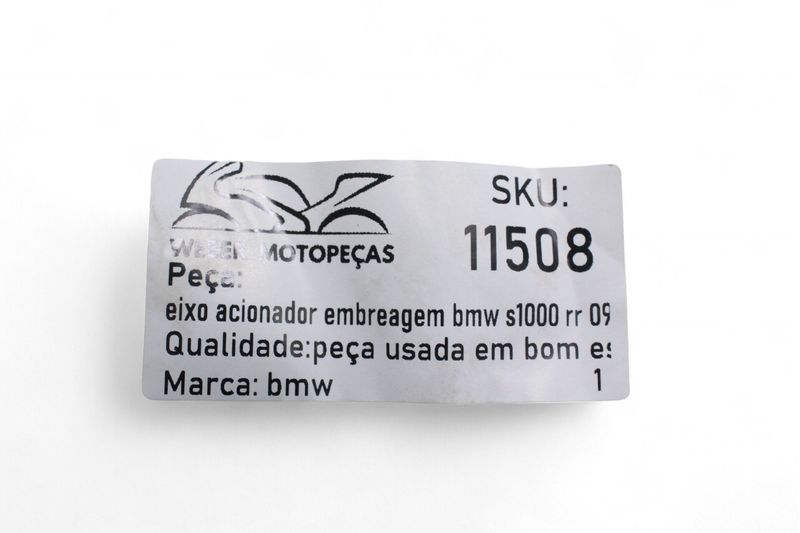 WEBER MOTOPEÇAS
SKU:
11508
Peça:
eixo acionador embreagem bmw s1000 rr 09
Qualidade:peça usada em bom es
Marca: bmw
1